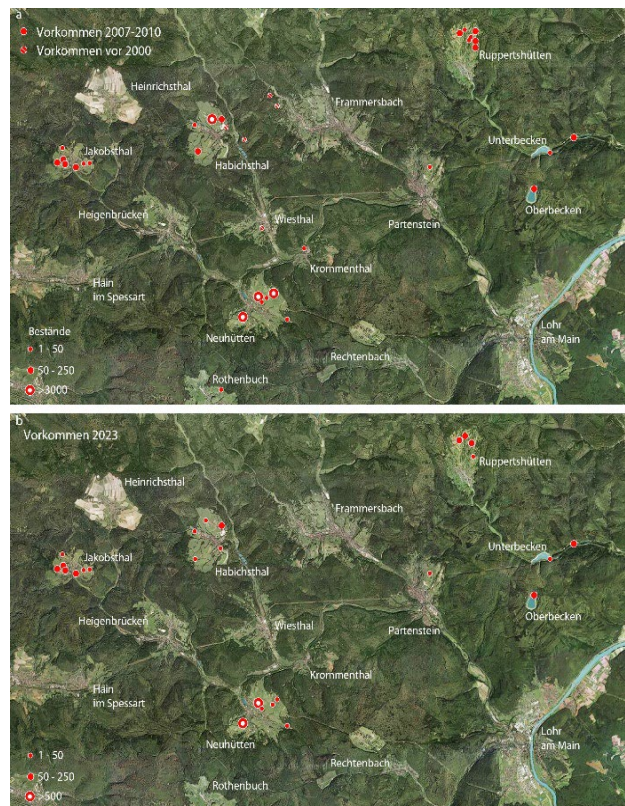 a
Vorkommen 2007-2010
Vorkommen vor 2000
Ruppertshütten
Heinrichsthal
Frammersbach
Unterbecken
Jakobsthal
Habichsthal
Oberbecken
Heigenbrücken
Wiesthal
Partenstein
Krommenthal
Hain
im Spessart
Bestände
1 - 50
50 - 250
>3000
Neuhütten
Lohr
am Main
Rechtenbach
Rothenbuch
b
Vorkommen 2023
Ruppertshütten
Heinrichsthal
Frammersbach
Unterbecken
Jakobsthal
Habichsthal
Oberbecken
Heigenbrücken
Wiesthal
Partenstein
Krommenthal
Hain
im Spessart
Neuhütten
Lohr
am Main
1 - 50
50 - 250
>500
Rechtenbach
Rothenbuch